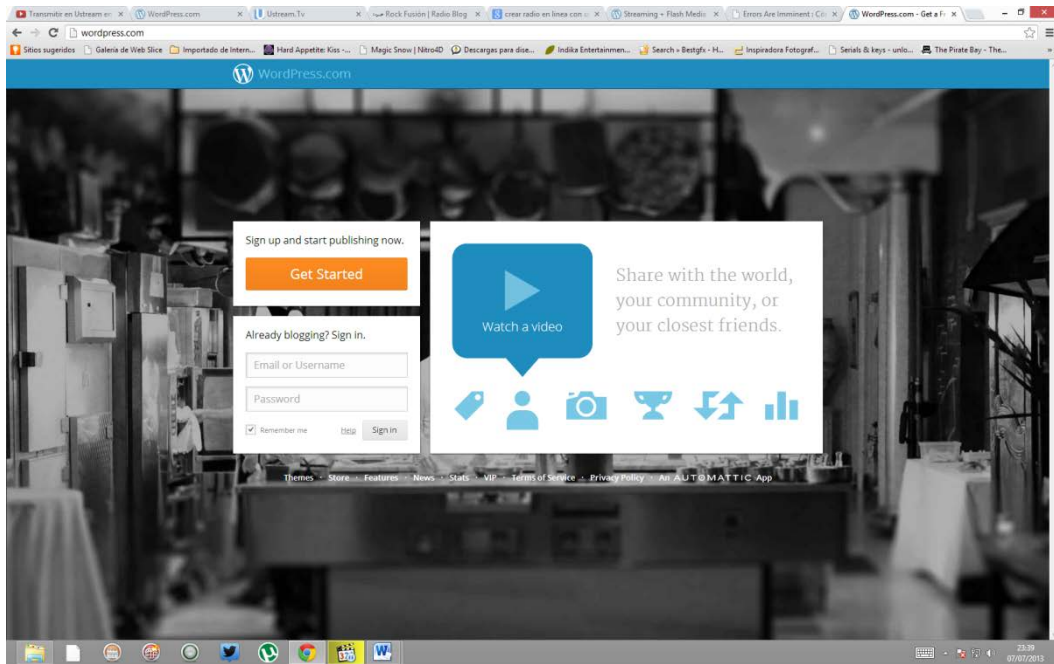 Transmitir en Ustream en
WordPress.com
Ustream.Tv
Rock Fusión | Radio Blog
crear radio en linea con
Streaming + Flash Media
Errors Are Imminent :
WordPress.com - Get a Fr
wordpress.com
Sitios sugeridos
Galería de Web Slice
Importado de Intern...
Hard Appetite: Kiss -...
Magic Snow | Nitro4D
Descargas para dise...
Indika Entertainmen...
Search » Bestgfx - H...
Inspiradora Fotograf...
Serials & keys - unlo...
The Pirate Bay - The...
WordPress.com
Sign up and start publishing now.
Get Started
Already blogging? Sign in.
Email or Username
Password
Remember me
Help
Sign in
Watch a video
Share with the world,
your community, or
your closest friends.
Themes · Store · Features · News · Stats · VIP · Terms of Service · Privacy Policy · An AUTOMATTIC App
23:39
07/07/2013